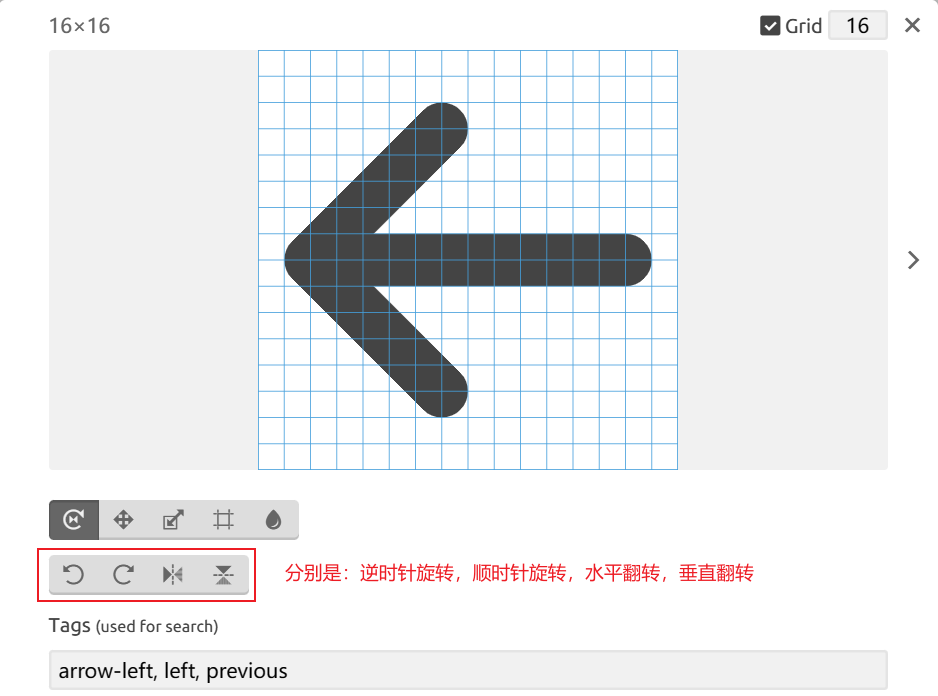 16×16
Grid 16
分别是：逆时针旋转，顺时针旋转，水平翻转，垂直翻转
Tags (used for search)
arrow-left, left, previous